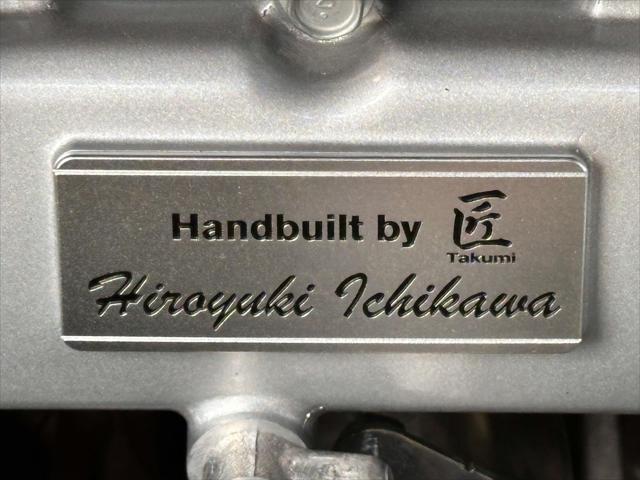 Handbuilt by 匠
Takumi
Hiroyuki Ichikawa